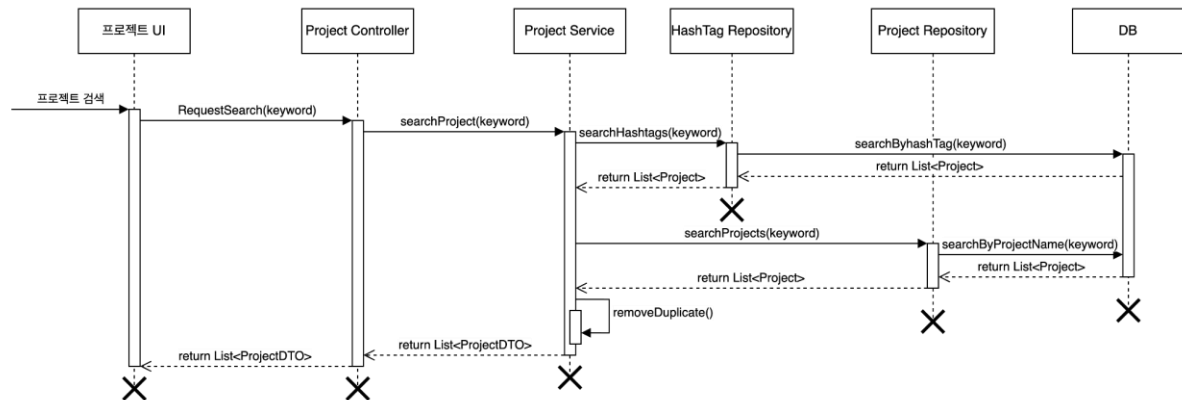 프로젝트 UI
Project Controller
Project Service
HashTag Repository
Project Repository
DB
프로젝트 검색
RequestSearch(keyword)
searchProject(keyword)
searchHashtags(keyword)
searchByhashTag(keyword)
return List<Project>
return List<Project>
searchProjects(keyword)
searchByProjectName(keyword)
return List<Project>
return List<Project>
removeDuplicate()
return List<ProjectDTO>
return List<ProjectDTO>